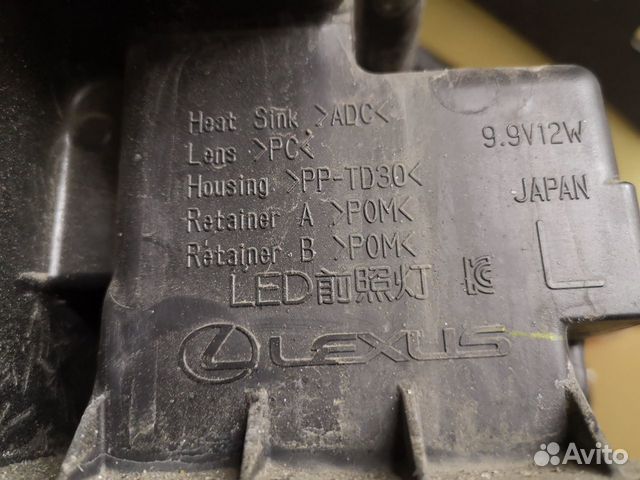 Heat Sink >ADC<
Lens >PC<
Housing >PP-TD30<
Retainer A >POM<
Retainer B >POM<
9.9V12W
JAPAN
L
LED前照灯
LEXUS
Avito